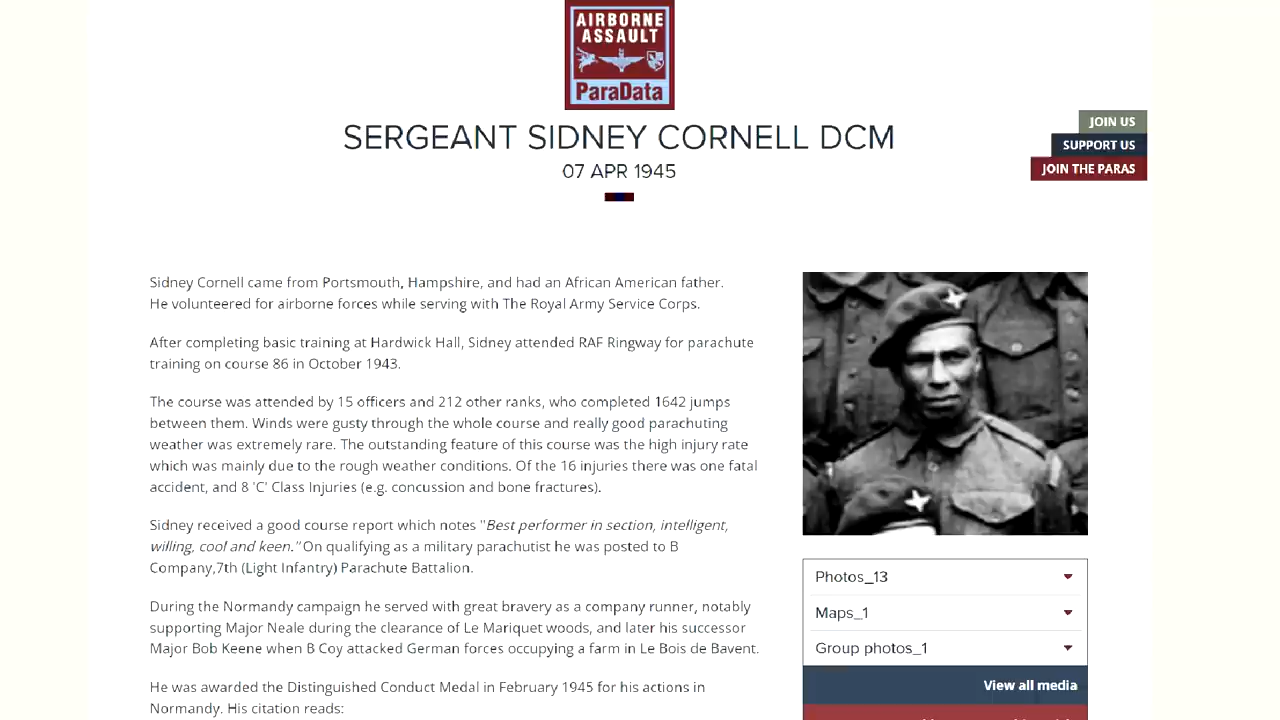 AIRBORNE
ASSAULT
ParaData
SERGEANT SIDNEY CORNELL DCM
07 APR 1945
JOIN US
SUPPORT US
JOIN THE PARAS
Sidney Cornell came from Portsmouth, Hampshire, and had an African American father.
He volunteered for airborne forces while serving with The Royal Army Service Corps.
After completing basic training at Hardwick Hall, Sidney attended RAF Ringway for parachute
training on course 86 in October 1943.
The course was attended by 15 officers and 212 other ranks, who completed 1642 jumps
between them. Winds were gusty through the whole course and really good parachuting
weather was extremely rare. The outstanding feature of this course was the high injury rate
which was mainly due to the rough weather conditions. Of the 16 injuries there was one fatal
accident, and 8 'C' Class Injuries (e.g. concussion and bone fractures).
Sidney received a good course report which notes "Best performer in section, intelligent,
willing, cool and keen." On qualifying as a military parachutist he was posted to B
Company,7th (Light Infantry) Parachute Battalion.
During the Normandy campaign he served with great bravery as a company runner, notably
supporting Major Neale during the clearance of Le Mariquet woods, and later his successor
Major Bob Keene when B Coy attacked German forces occupying a farm in Le Bois de Bavent.
He was awarded the Distinguished Conduct Medal in February 1945 for his actions in
Normandy. His citation reads:
Photos_13
Maps_1
Group photos_1
View all media